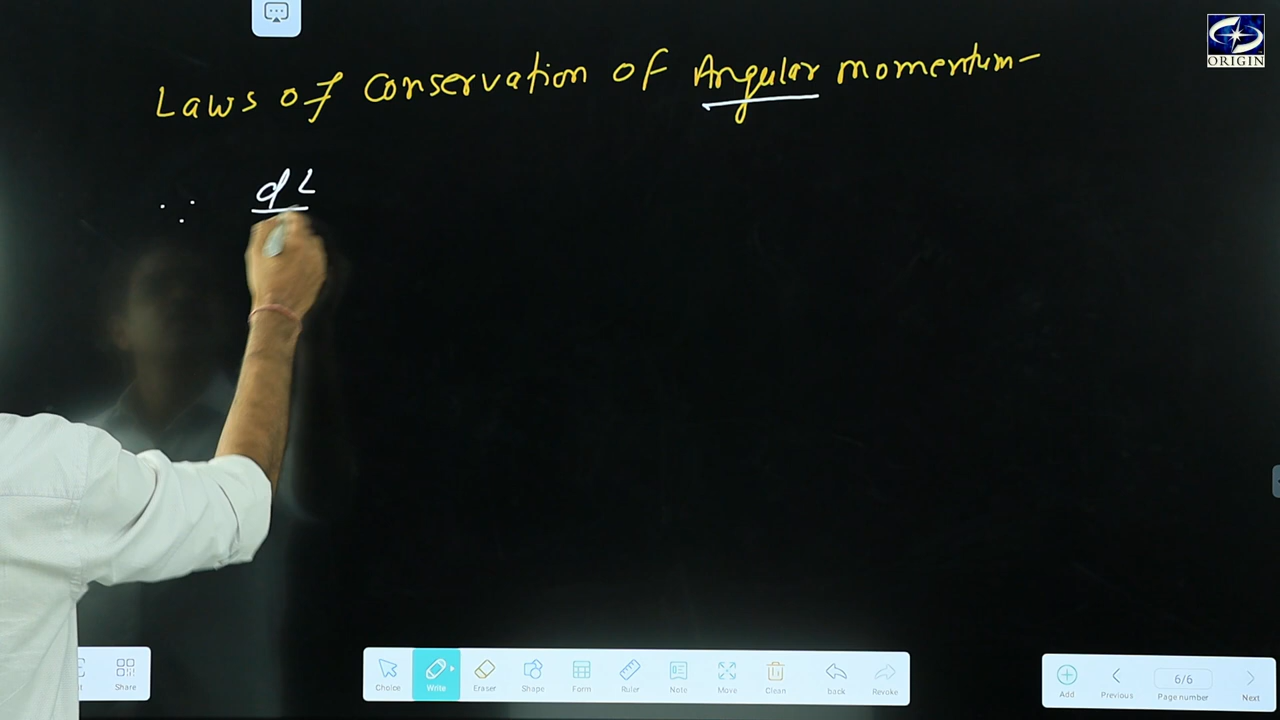 ORIGIN
Laws of Conservation of Angular momentum-
∵ dL
Choice Write Eraser Shape Form Ruler Note Move Clean back Revoke
Share
Add Previous 6/6 Page number Next